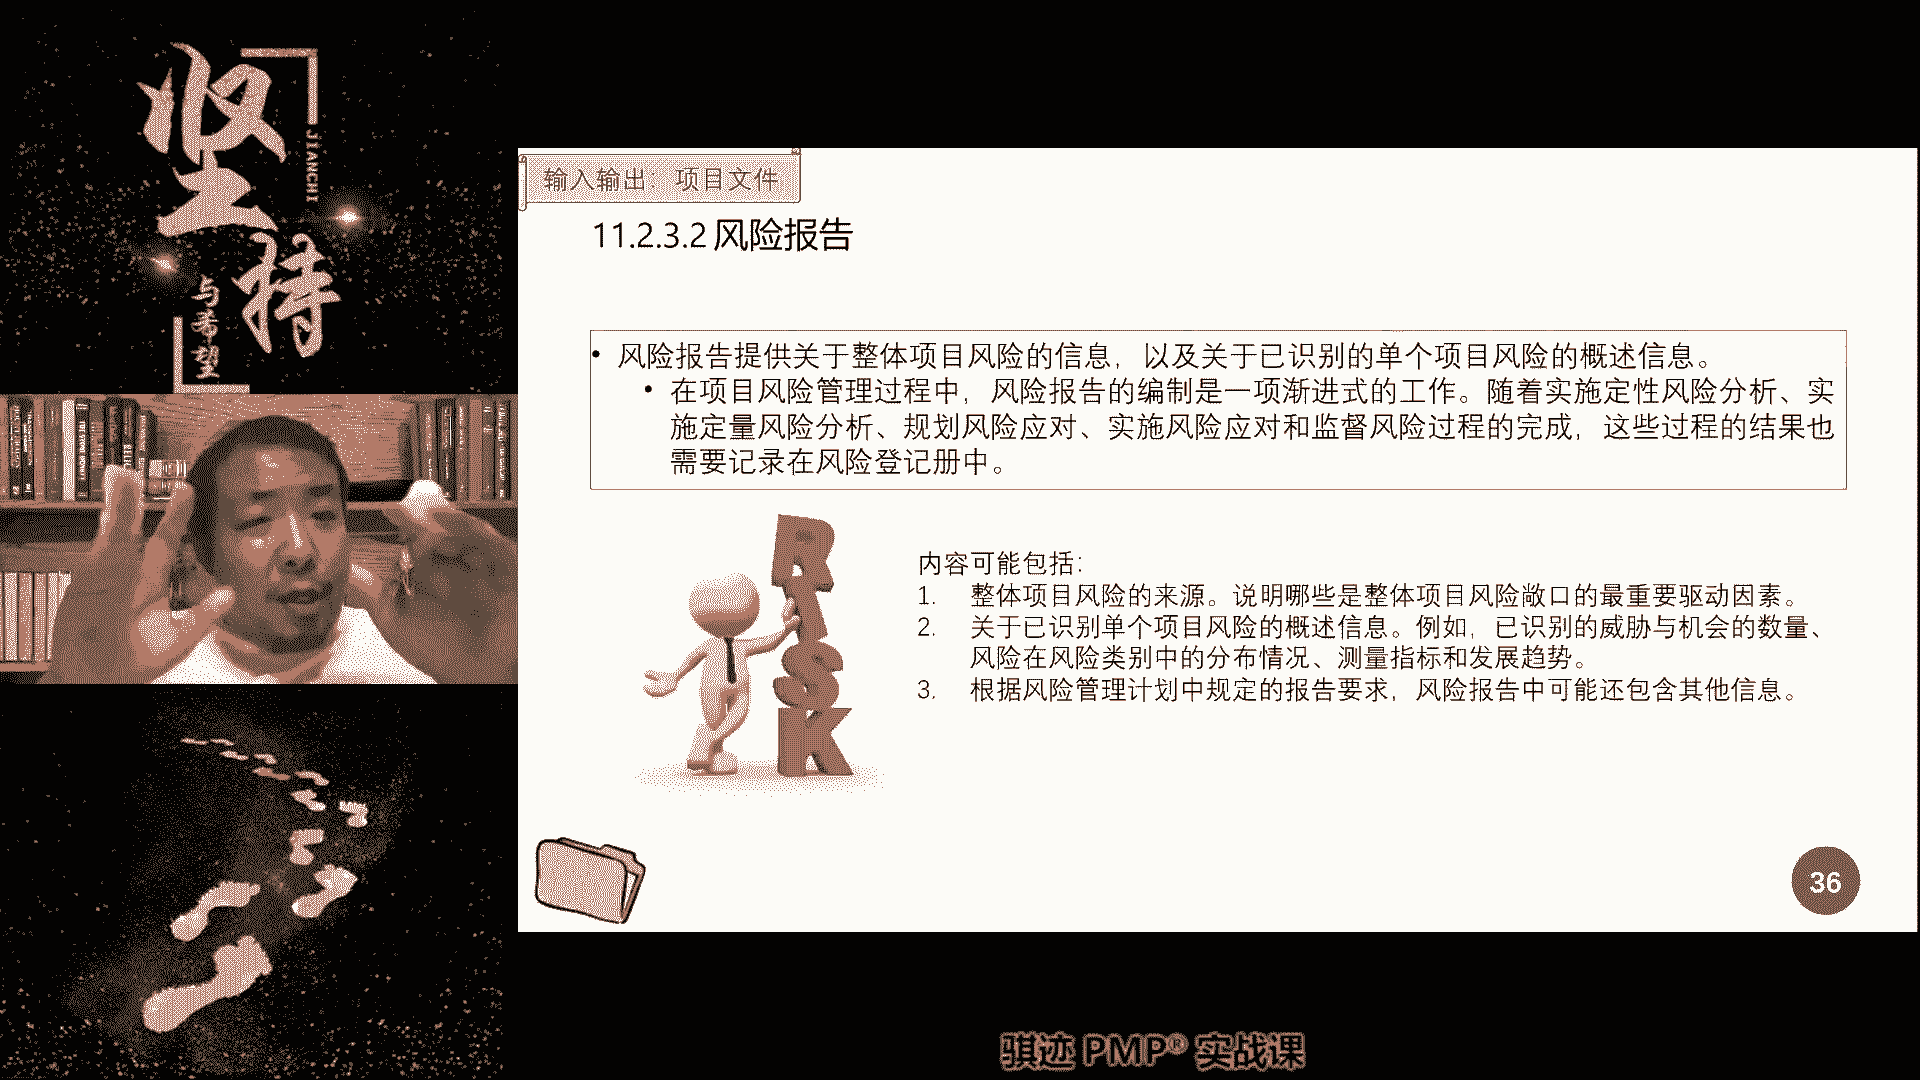 坚持
JIANCHI
与希望
输入输出：项目文件
11.2.3.2 风险报告
• 风险报告提供关于整体项目风险的信息，以及关于已识别的单个项目风险的概述信息。
• 在项目风险管理过程中，风险报告的编制是一项渐进式的工作。随着实施定性风险分析、实
施定量风险分析、规划风险应对、实施风险应对和监督风险过程的完成，这些过程的结果也
需要记录在风险登记册中。
RISK
内容可能包括：
1. 整体项目风险的来源。说明哪些是整体项目风险敞口的最重要驱动因素。
2. 关于已识别单个项目风险的概述信息。例如，已识别的威胁与机会的数量、
风险在风险类别中的分布情况、测量指标和发展趋势。
3. 根据风险管理计划中规定的报告要求，风险报告中可能还包含其他信息。
36
骐迹 PMP® 实战课